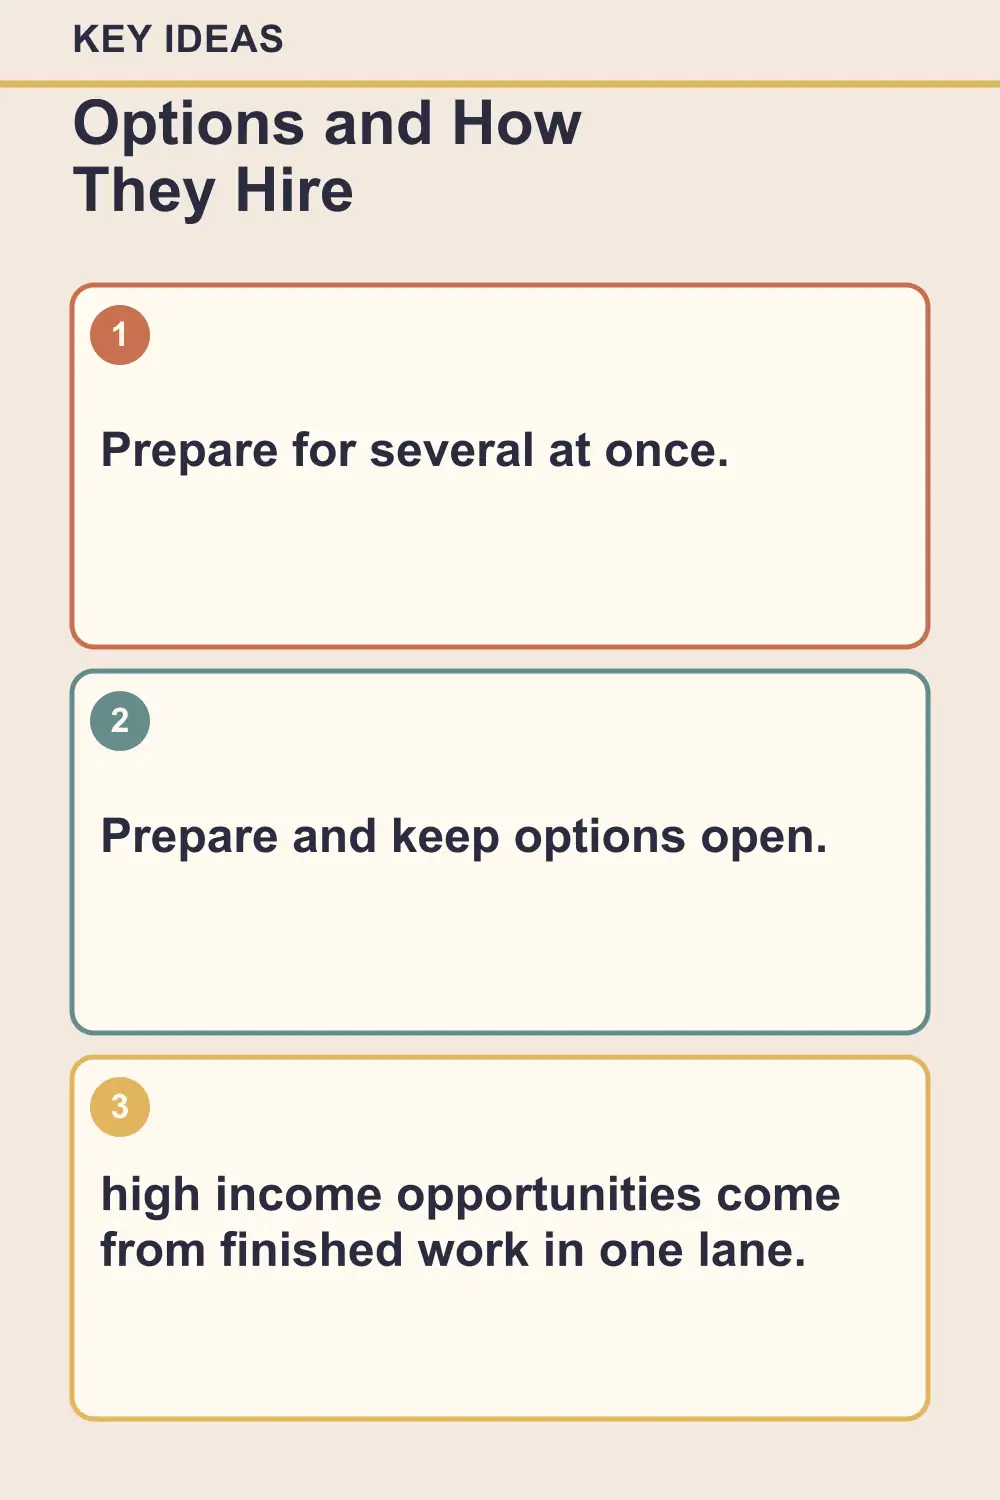 KEY IDEAS
Options and How
They Hire
1
Prepare for several at once.
2
Prepare and keep options open.
3
high income opportunities come
from finished work in one lane.